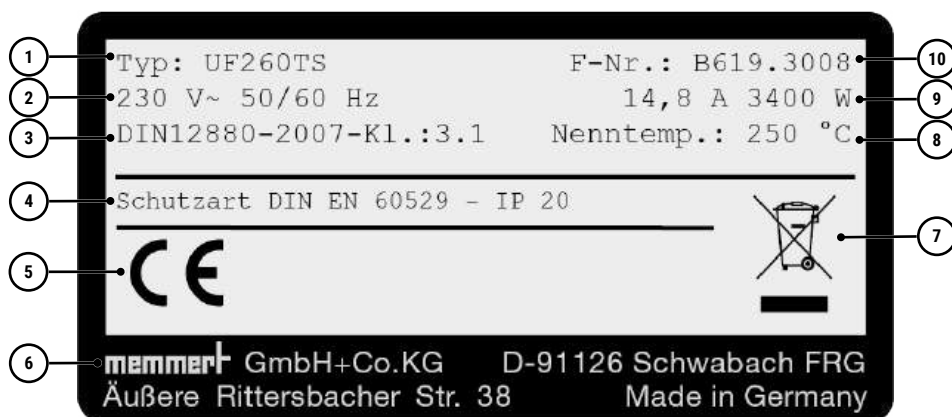 1 Typ: UF260TS F-Nr.: B619.3008 10
2 230 V~ 50/60 Hz 14,8 A 3400 W 9
3 DIN12880-2007-Kl.:3.1 Nenntemp.: 250 °C 8
4 Schutzart DIN EN 60529 - IP 20
5 CE 7
6 memmert GmbH+Co.KG D-91126 Schwabach FRG
Äußere Rittersbacher Str. 38 Made in Germany